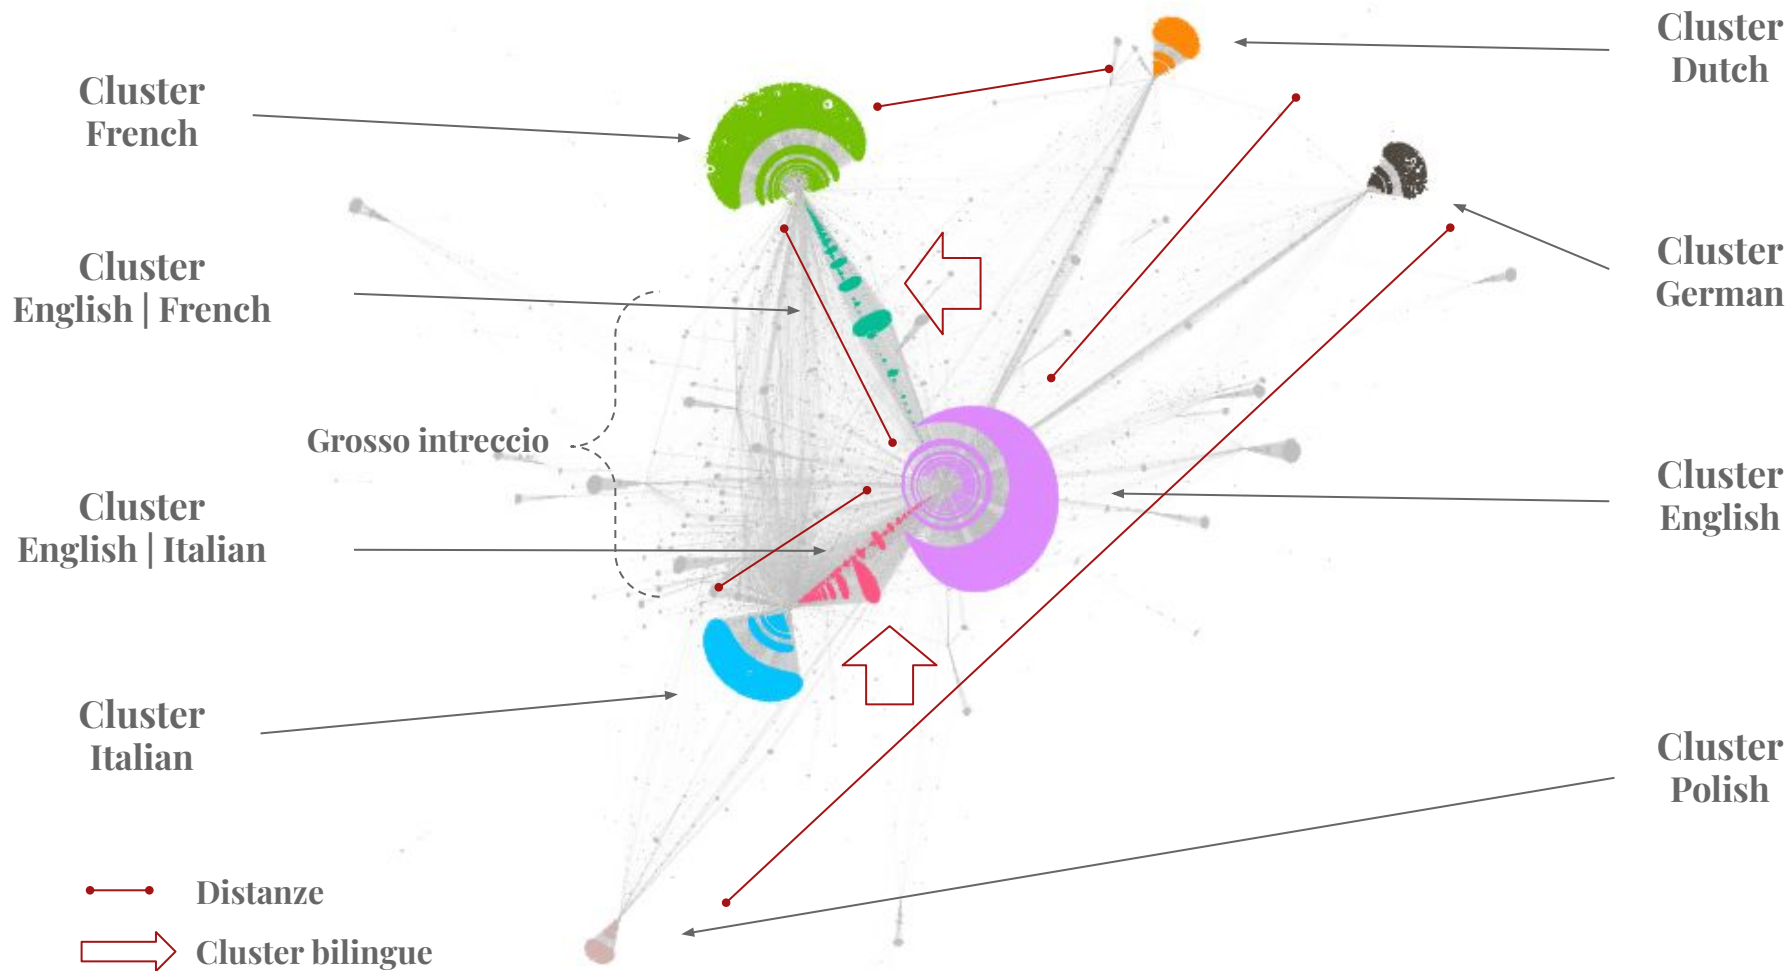 Cluster
French
Cluster
English | French
Grosso intreccio
Cluster
English | Italian
Cluster
Italian
Distanze
Cluster bilingue
Cluster
Dutch
Cluster
German
Cluster
English
Cluster
Polish